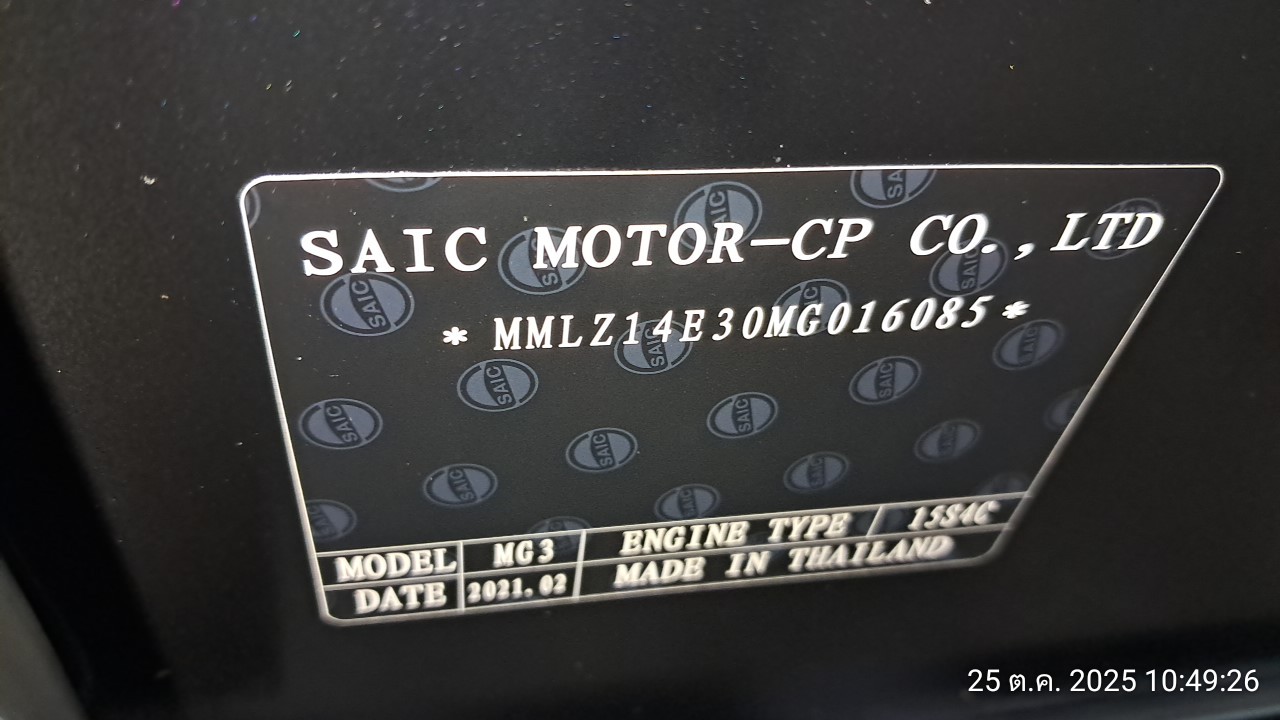 SAIC MOTOR-CP CO.,LTD
* MMLZ14E30MG016085 *
MODEL MG3 ENGINE TYPE / 15S4C
DATE 2021.02 MADE IN THAILAND
25 ต.ค. 2025 10:49:26